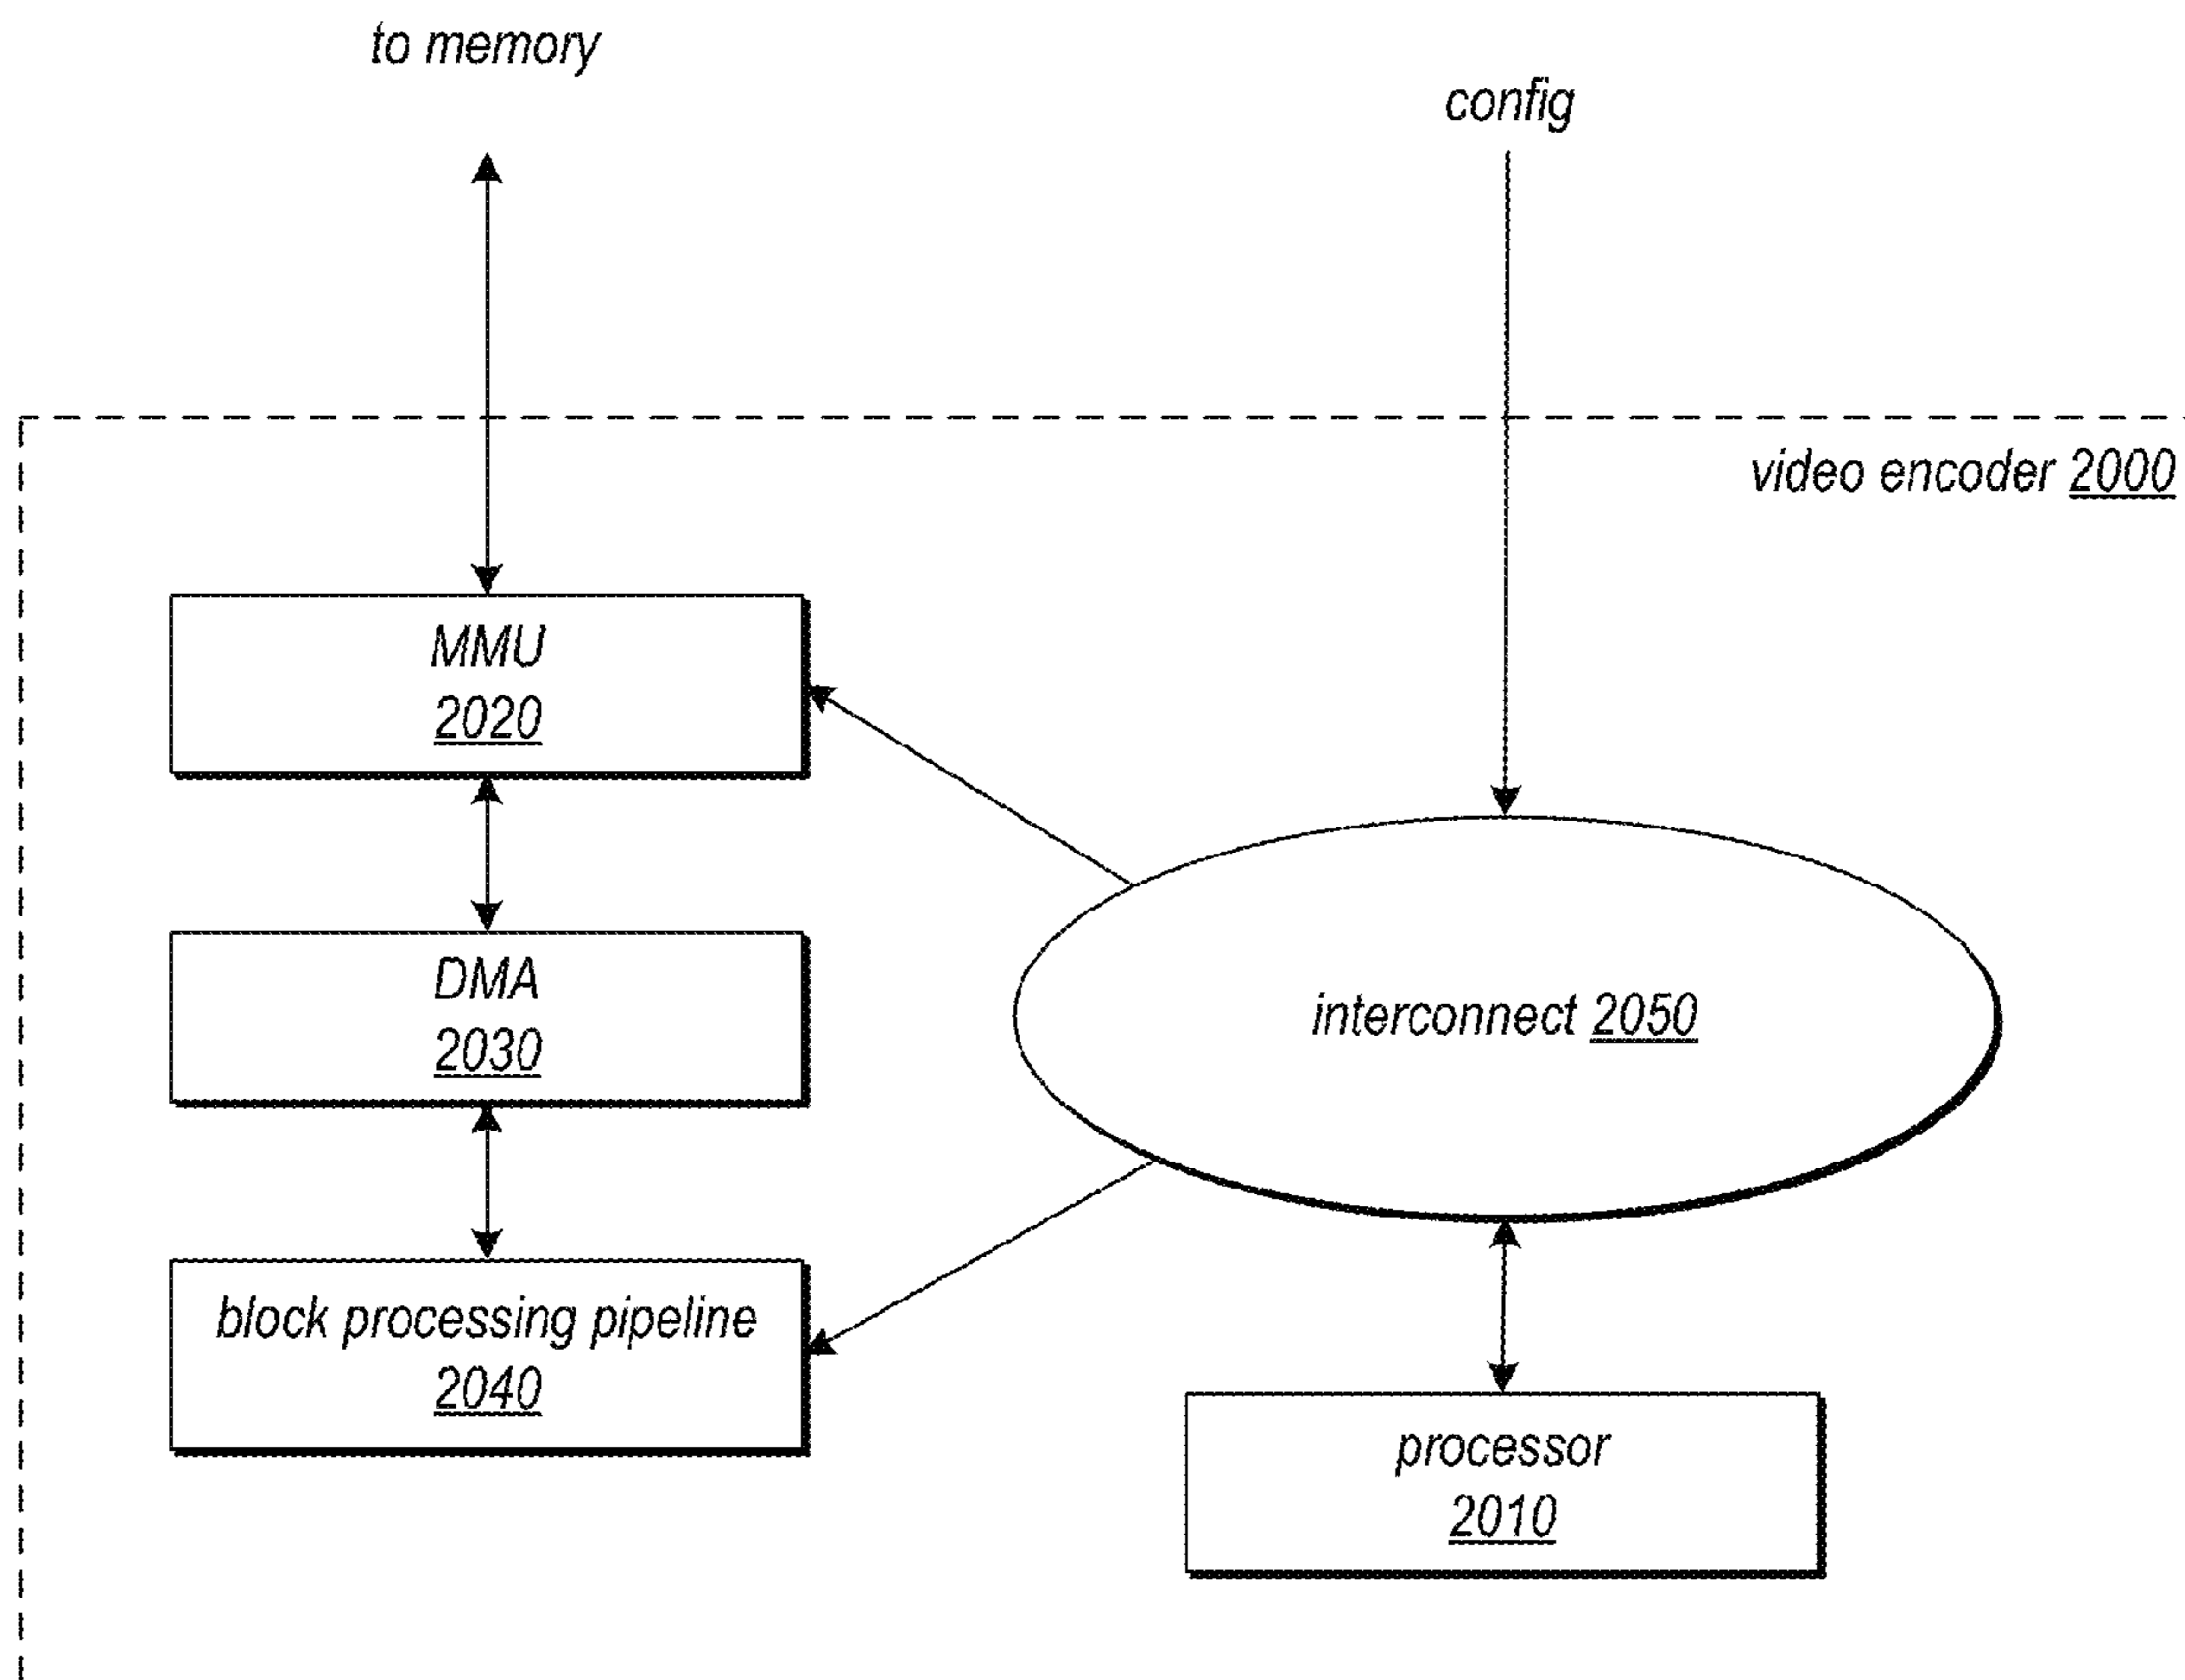 to memory
config
video encoder 2000
MMU
2020
DMA
2030
interconnect 2050
block processing pipeline
2040
processor
2010